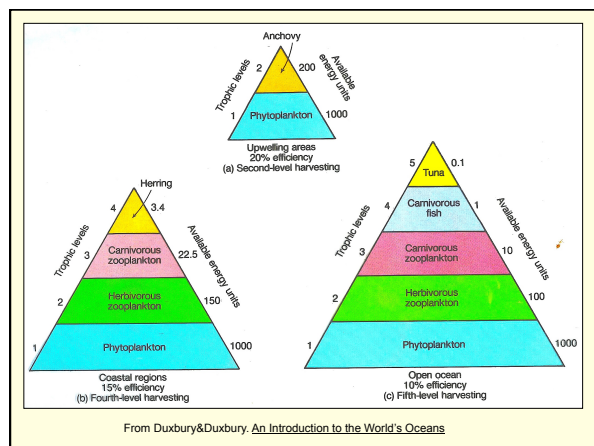 Anchovy
Trophic levels
Available energy units
2
200
1
Phytoplankton
1000
Upwelling areas
20% efficiency
(a) Second-level harvesting
Herring
Trophic levels
Available energy units
4
3.4
3
Carnivorous
zooplankton
22.5
2
Herbivorous
zooplankton
150
1
Phytoplankton
1000
Coastal regions
15% efficiency
(b) Fourth-level harvesting
Trophic levels
Available energy units
5
Tuna
0.1
4
Carnivorous
fish
1
3
Carnivorous
zooplankton
10
2
Herbivorous
zooplankton
100
1
Phytoplankton
1000
Open ocean
10% efficiency
(c) Fifth-level harvesting
From Duxbury&Duxbury. An Introduction to the World's Oceans